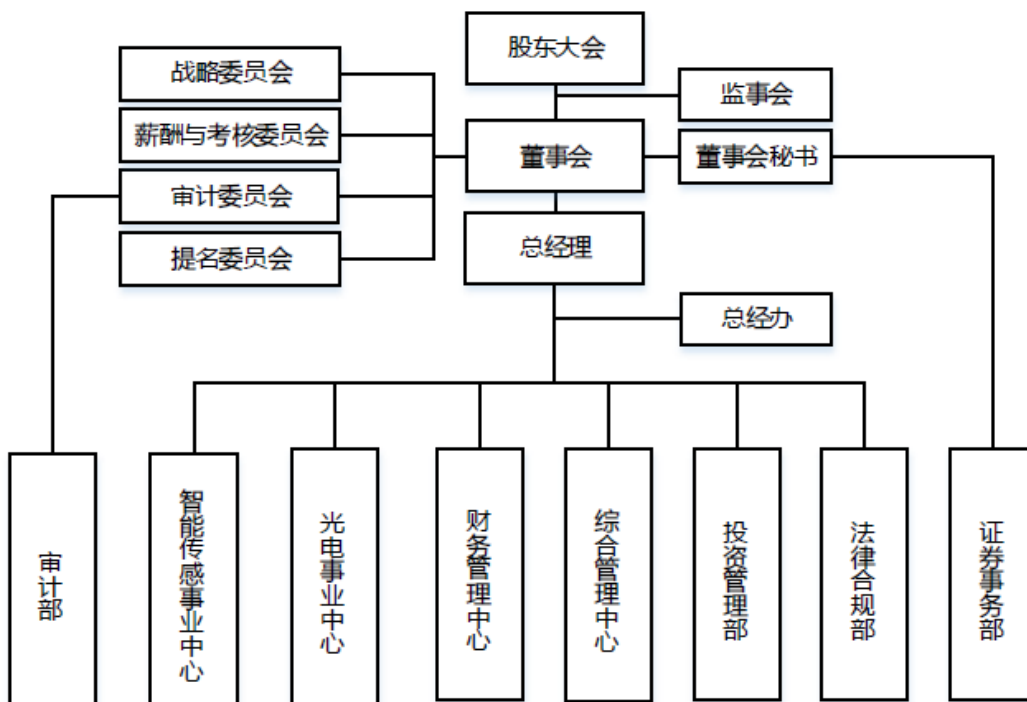 股东大会
战略委员会
监事会
薪酬与考核委员会
董事会
董事会秘书
审计委员会
总经理
提名委员会
总经办
审计部
智能传感事业中心
光电事业中心
财务管理中心
综合管理中心
投资管理部
法律合规部
证券事务部